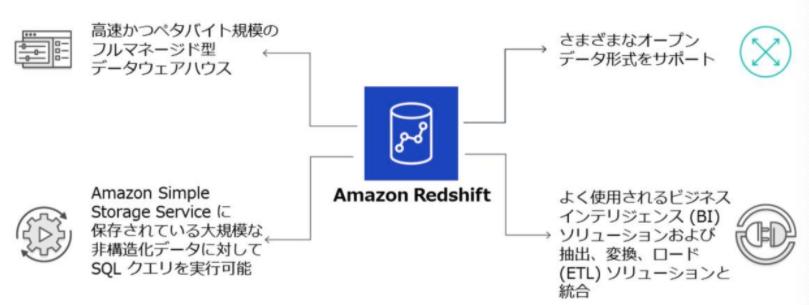 高速かつペタバイト規模の
フルマネージド型
データウェアハウス
さまざまなオープン
データ形式をサポート
Amazon Redshift
Amazon Simple
Storage Service に
保存されている大規模な
非構造化データに対して
SQL クエリを実行可能
よく使用されるビジネス
インテリジェンス (BI)
ソリューションおよび
抽出、変換、ロード
(ETL) ソリューションと
統合